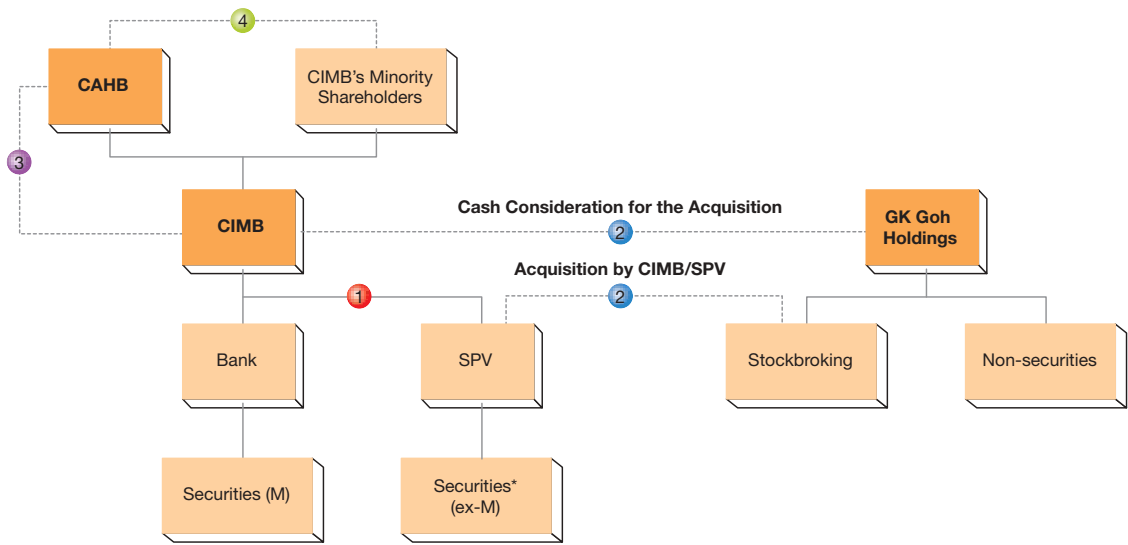 4
CAHB
CIMB's Minority
Shareholders
3
CIMB
Cash Consideration for the Acquisition
2
GK Goh
Holdings
Acquisition by CIMB/SPV
1
2
Bank
SPV
Stockbroking
Non-securities
Securities (M)
Securities*
(ex-M)